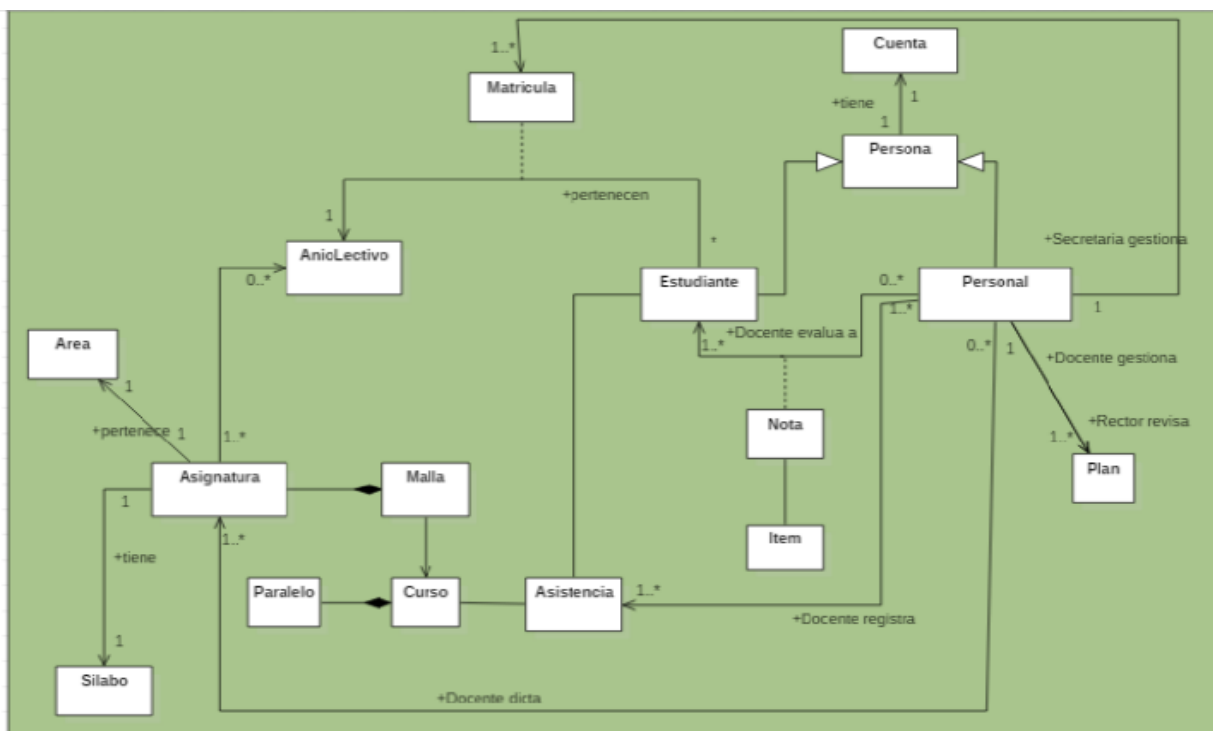 1..*
Cuenta
Matricula
+tiene
1
1
Persona
+pertenecen
1
*
+Secretaria gestiona
AnioLectivo
0..*
Estudiante
0..*
Personal
1..*
1
+Docente evalua a
1..*
Area
0..*
1
+Docente gestiona
1
+pertenece
1
1..*
Nota
+Rector revisa
1..*
Plan
Asignatura
Malla
1
1..*
Item
+tiene
Paralelo
Curso
Asistencia
1..*
+Docente registra
1
Silabo
+Docente dicta